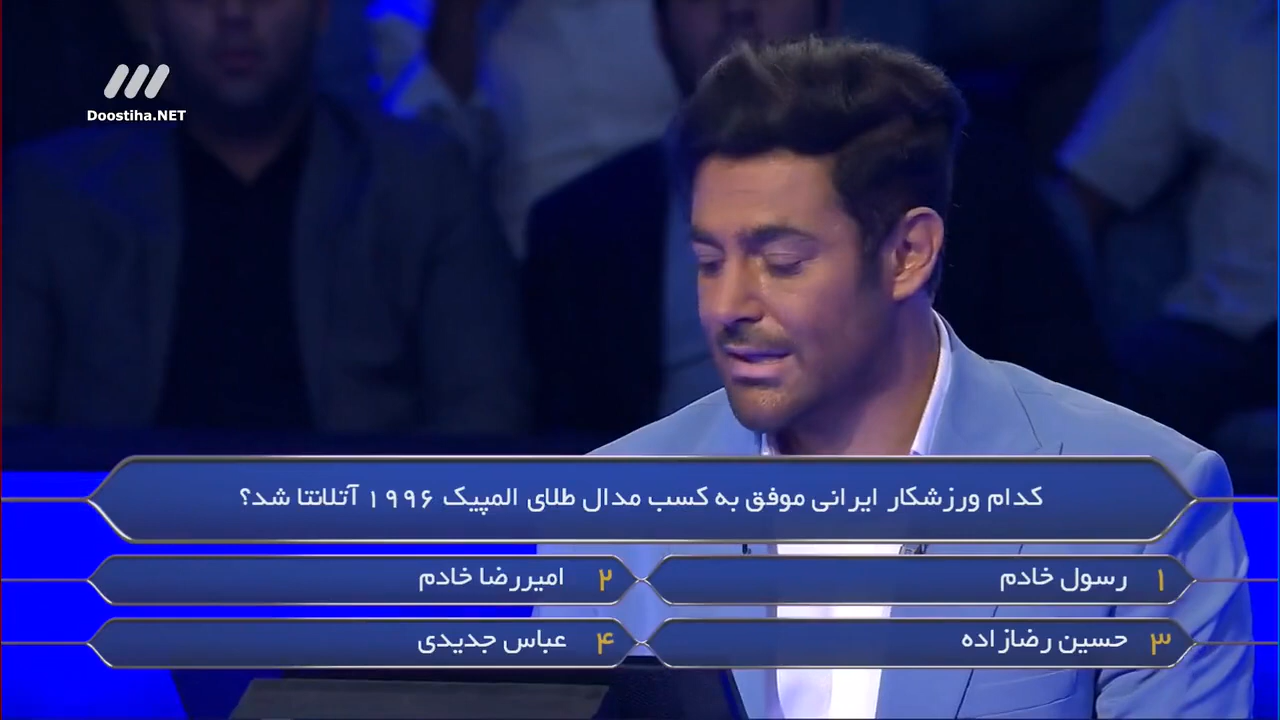 Doostiha.NET
کدام ورزشکار ایرانی موفق به کسب مدال طلای المپیک ۱۹۹۶ آتلانتا شد؟
۱ رسول خادم
۲ امیررضا خادم
۳ حسین رضازاده
۴ عباس جدیدی